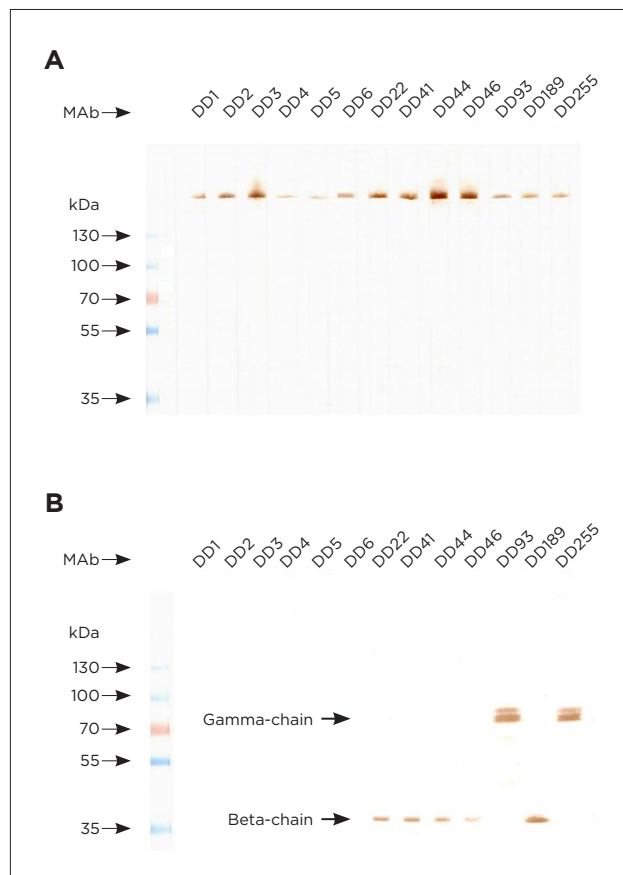 A
MAb DD1 DD2 DD3 DD4 DD5 DD6 DD22 DD41 DD44 DD46 DD93 DD189 DD255
kDa
130
100
70
55
35
B
MAb DD1 DD2 DD3 DD4 DD5 DD6 DD22 DD41 DD44 DD46 DD93 DD189 DD255
kDa
130
100
Gamma-chain
70
55
Beta-chain
35